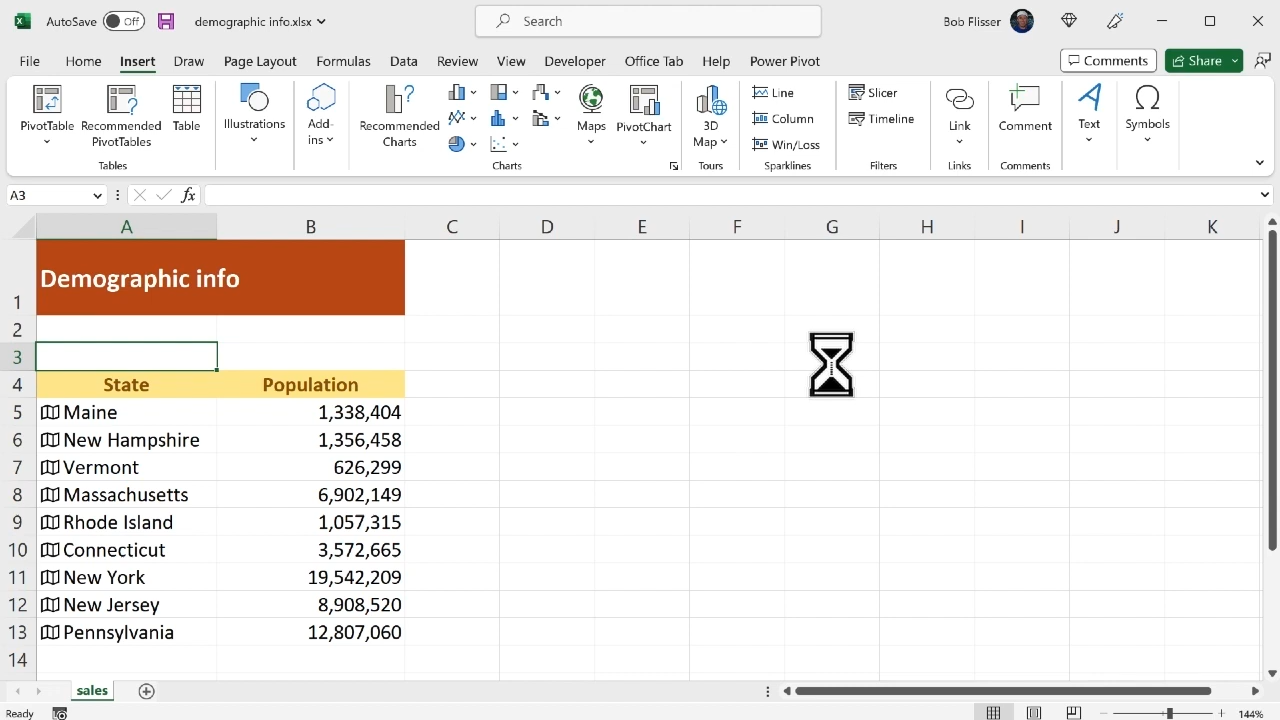 AutoSave Off demographic info.xlsx Search Bob Flisser
File Home Insert Draw Page Layout Formulas Data Review View Developer Office Tab Help Power Pivot Comments Share
PivotTable Recommended PivotTables Table Illustrations Add-ins Recommended Charts Maps PivotChart 3D Map Line Column Win/Loss Slicer Timeline Link Comment Text Symbols
Tables Charts Tours Sparklines Filters Links Comments
A3 fx
A B C D E F G H I J K
1 Demographic info
2
3
4 State Population
5 Maine 1,338,404
6 New Hampshire 1,356,458
7 Vermont 626,299
8 Massachusetts 6,902,149
9 Rhode Island 1,057,315
10 Connecticut 3,572,665
11 New York 19,542,209
12 New Jersey 8,908,520
13 Pennsylvania 12,807,060
14
sales
Ready 144%